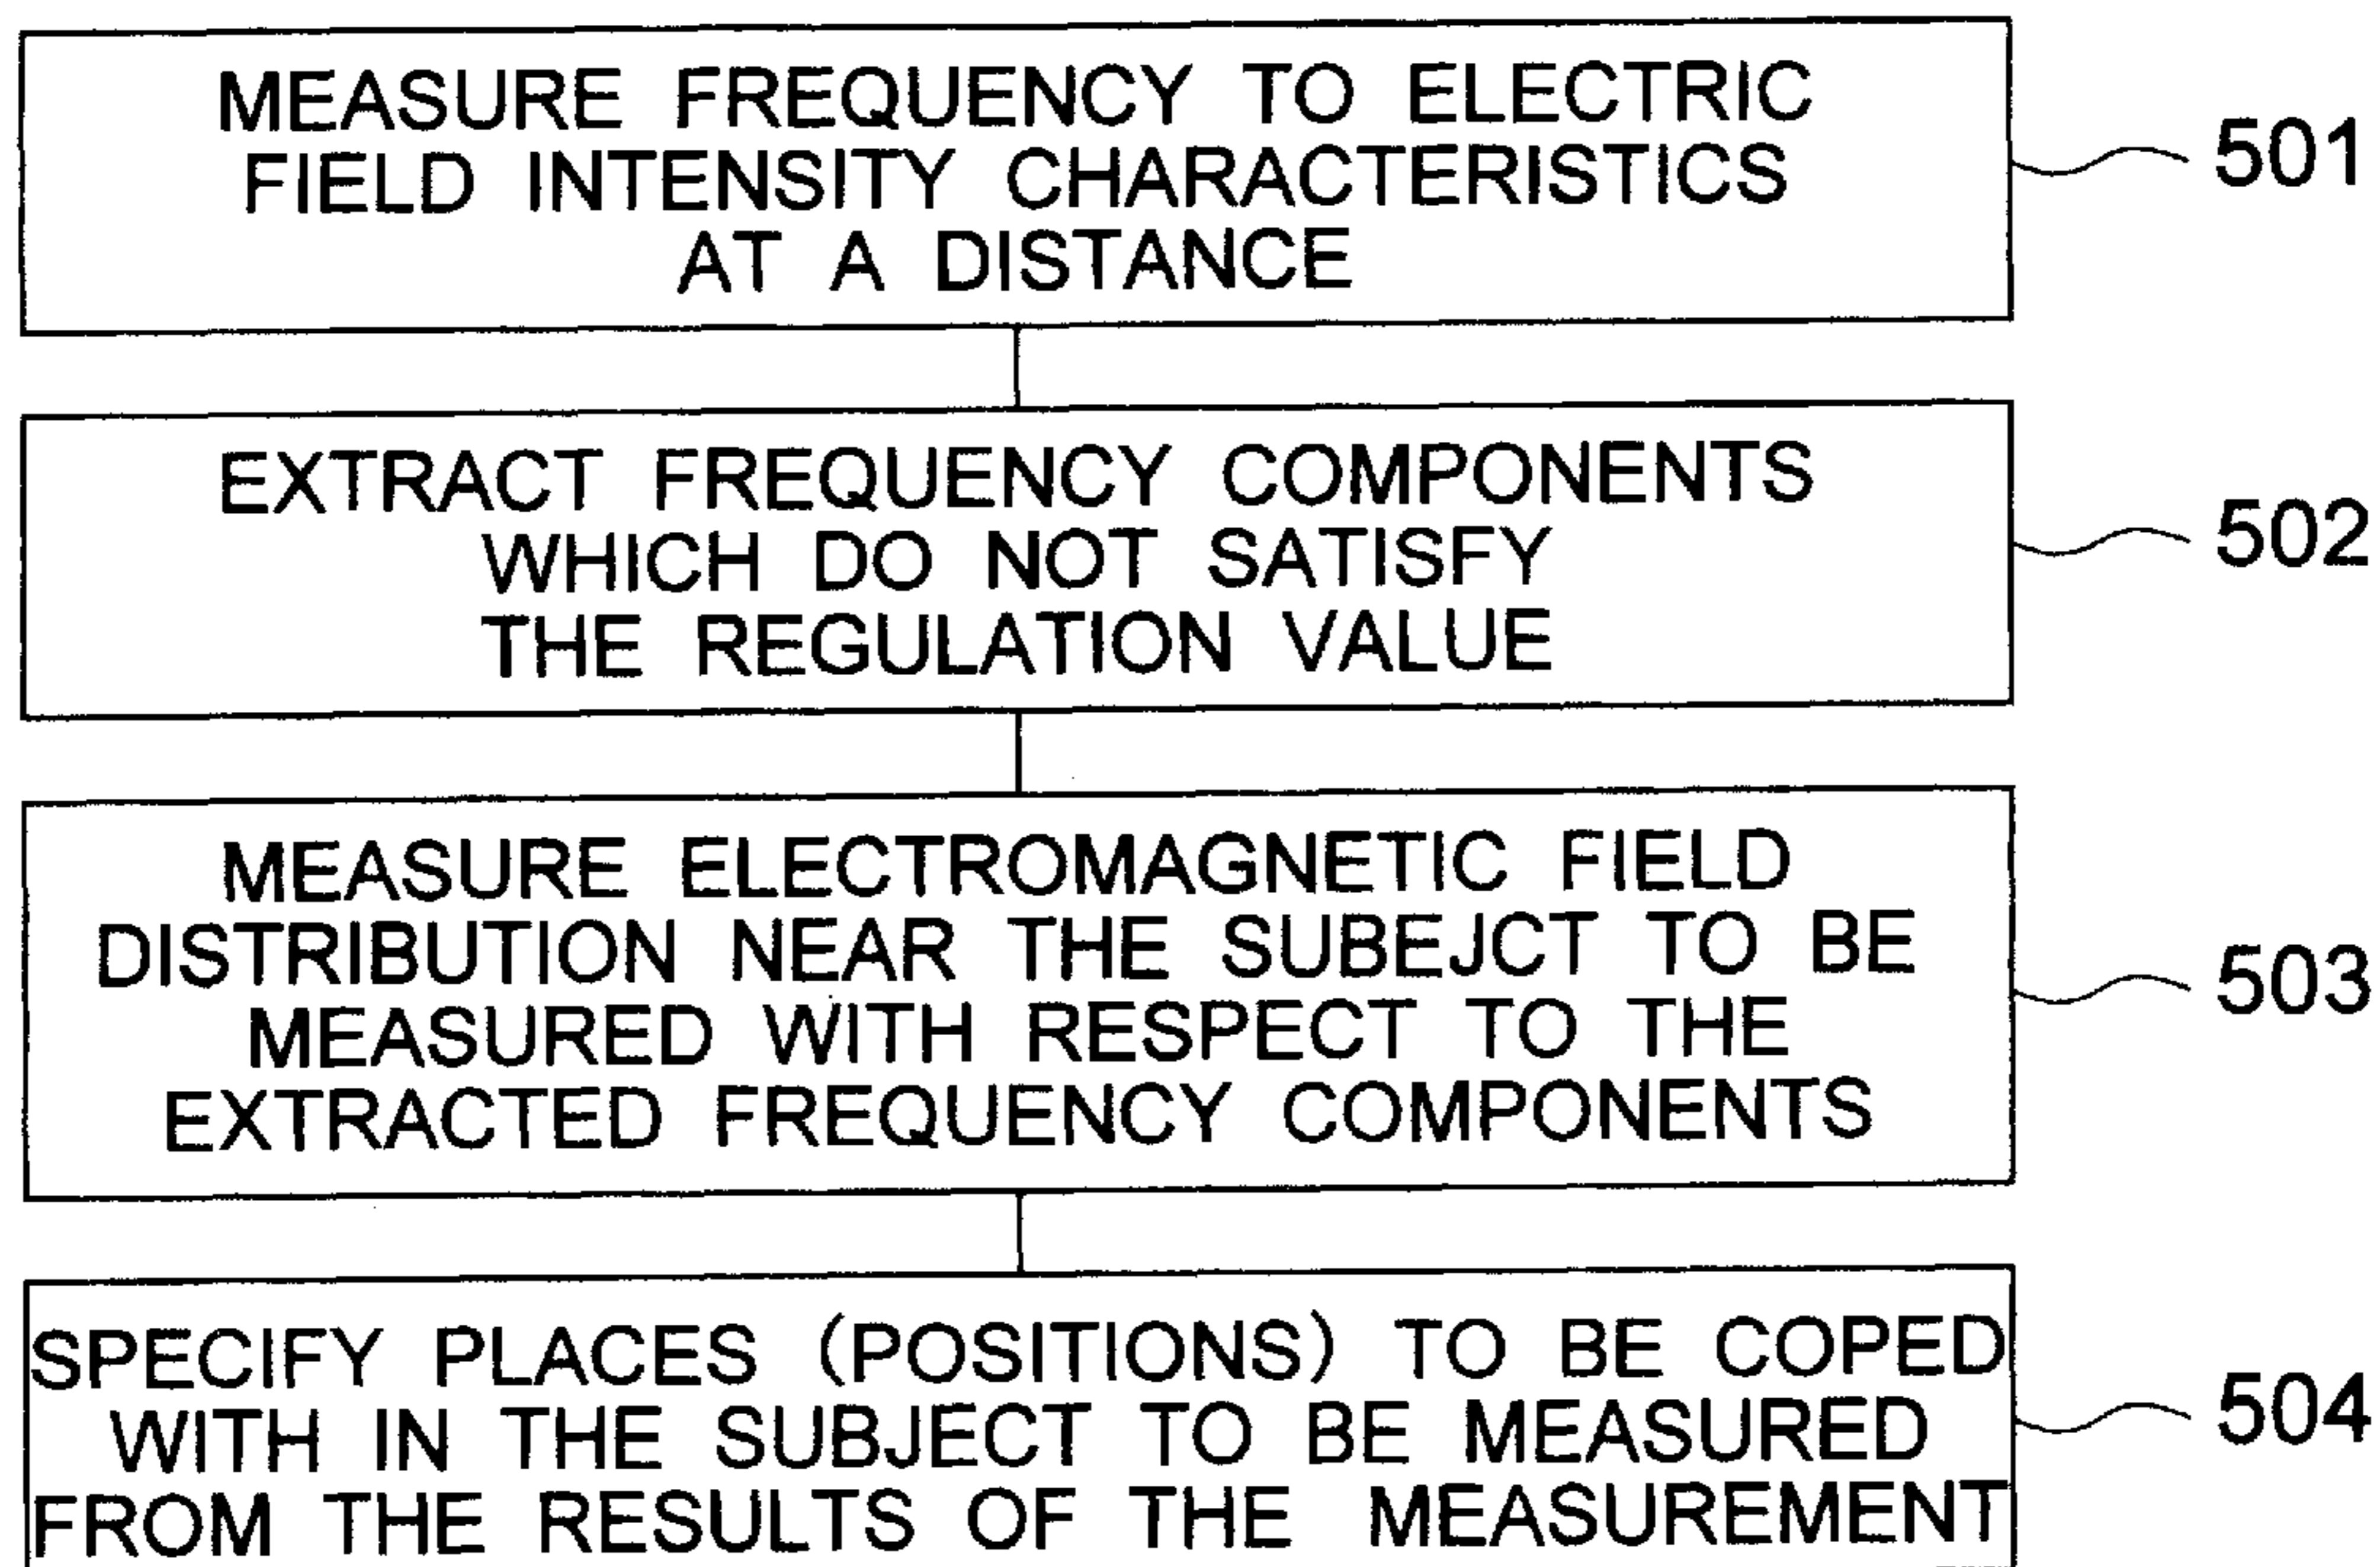 MEASURE FREQUENCY TO ELECTRIC
FIELD INTENSITY CHARACTERISTICS
AT A DISTANCE
501
EXTRACT FREQUENCY COMPONENTS
WHICH DO NOT SATISFY
THE REGULATION VALUE
502
MEASURE ELECTROMAGNETIC FIELD
DISTRIBUTION NEAR THE SUBEJCT TO BE
MEASURED WITH RESPECT TO THE
EXTRACTED FREQUENCY COMPONENTS
503
SPECIFY PLACES (POSITIONS) TO BE COPED
WITH IN THE SUBJECT TO BE MEASURED
FROM THE RESULTS OF THE MEASUREMENT
504